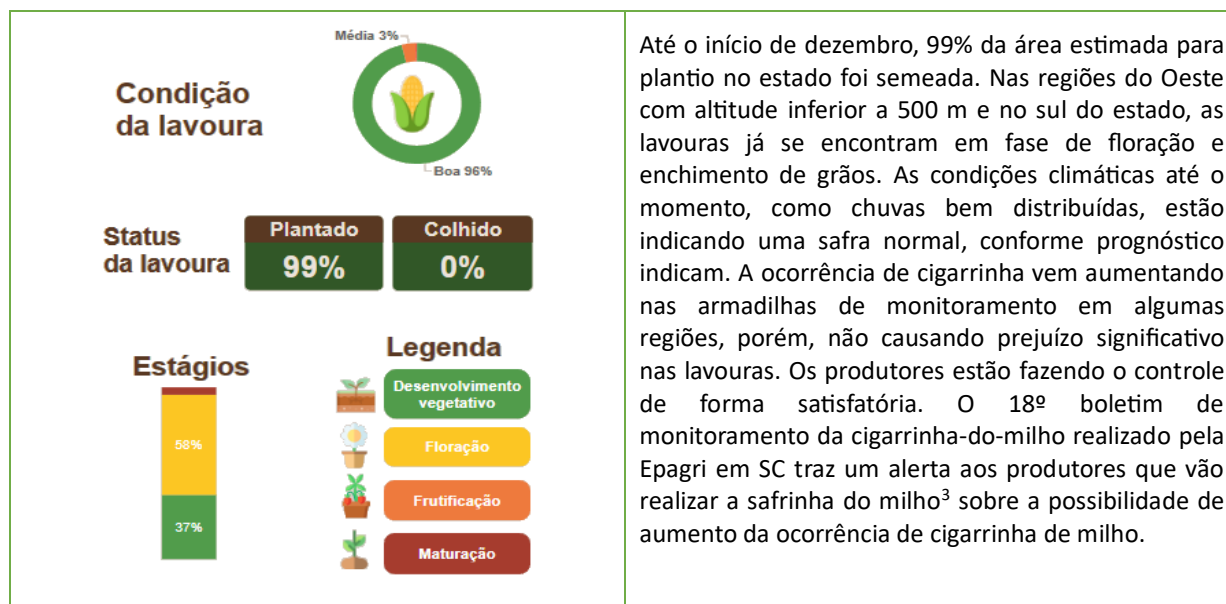 Média 3%
Condição
da lavoura
Boa 96%
Status
da lavoura
Plantado
99%
Colhido
0%
Estágios
58%
37%
Legenda
Desenvolvimento
vegetativo
Floração
Frutificação
Maturação
Até o início de dezembro, 99% da área estimada para
plantio no estado foi semeada. Nas regiões do Oeste
com altitude inferior a 500 m e no sul do estado, as
lavouras já se encontram em fase de floração e
enchimento de grãos. As condições climáticas até o
momento, como chuvas bem distribuídas, estão
indicando uma safra normal, conforme prognóstico
indicam. A ocorrência de cigarrinha vem aumentando
nas armadilhas de monitoramento em algumas
regiões, porém, não causando prejuízo significativo
nas lavouras. Os produtores estão fazendo o controle
de forma satisfatória. O 18º boletim de
monitoramento da cigarrinha-do-milho realizado pela
Epagri em SC traz um alerta aos produtores que vão
realizar a safrinha do milho³ sobre a possibilidade de
aumento da ocorrência de cigarrinha de milho.